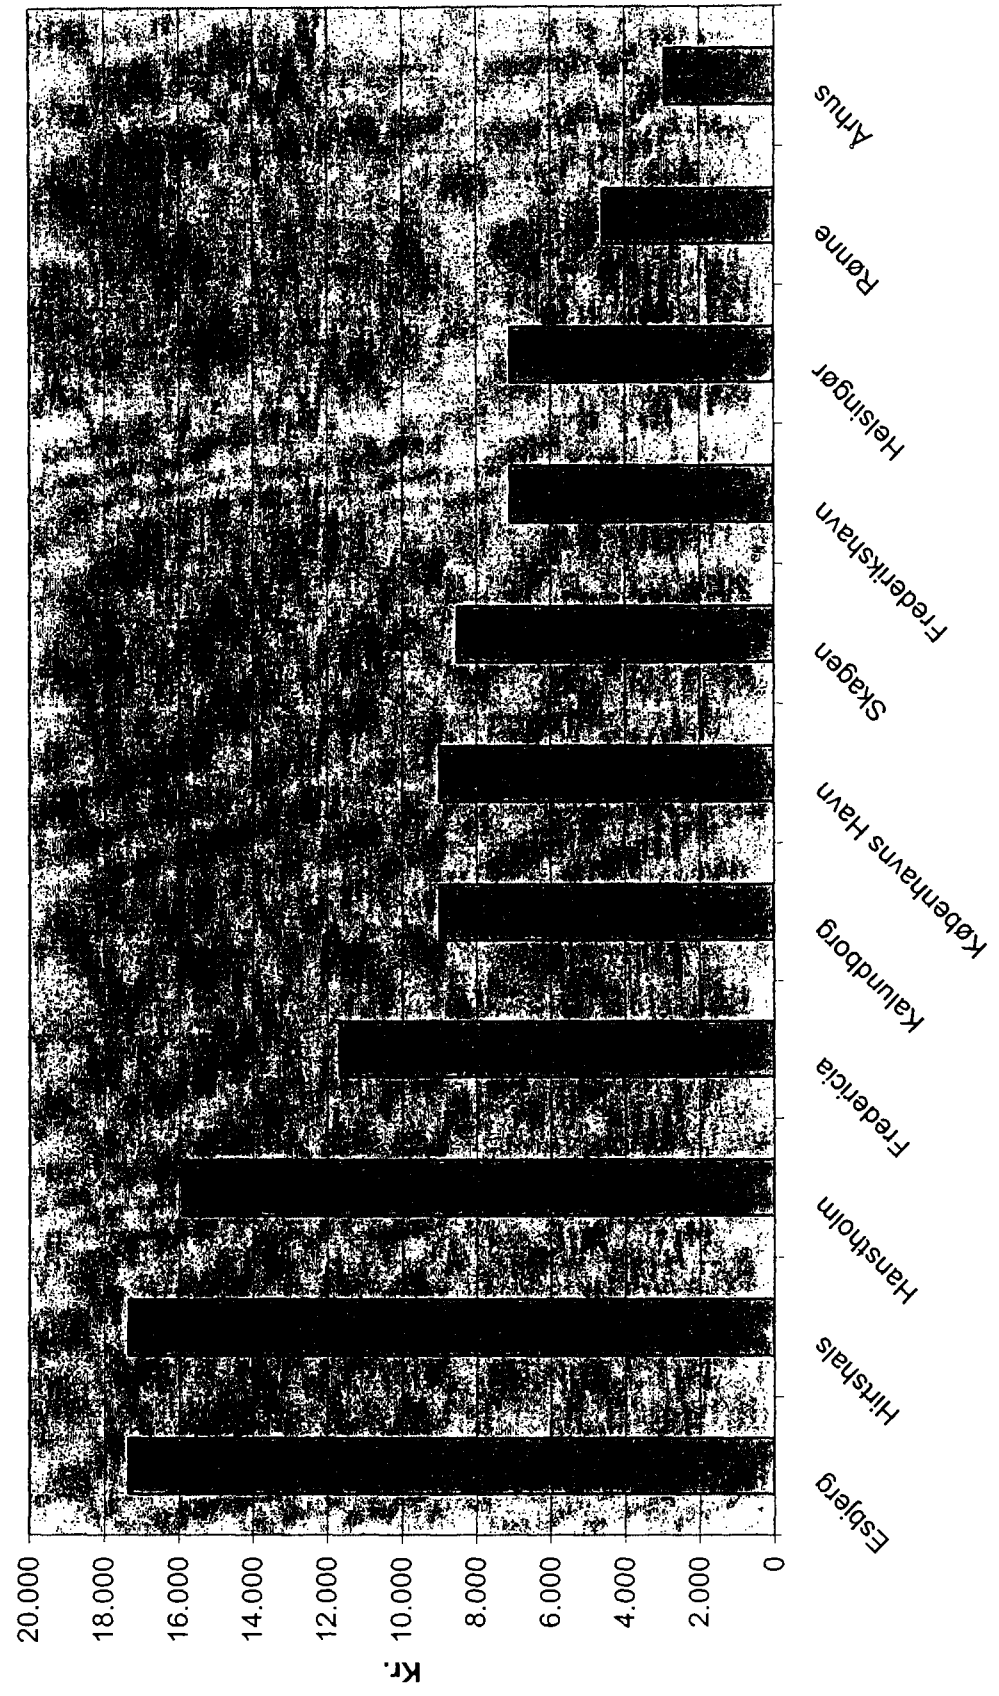 20.000
18.000
16.000
14.000
12.000
10.000
8.000
6.000
4.000
2.000
0
Kr.
Esbjerg
Hirtshals
Hanstholm
Fredericia
Kalundborg
Københavns Havn
Skagen
Frederikshavn
Helsingør
Rønne
Århus